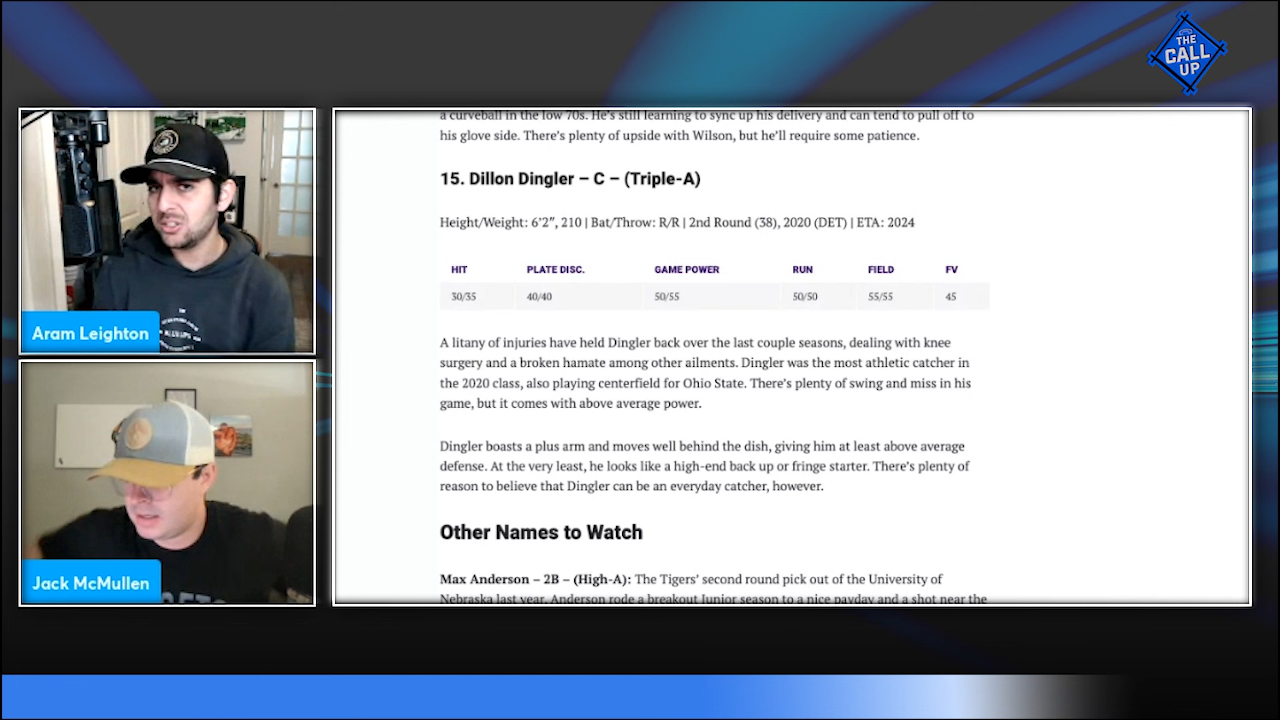 THE
CALL
UP
a curveball in the low 70s. He's still learning to sync up his delivery and can tend to pull off to
his glove side. There's plenty of upside with Wilson, but he'll require some patience.
15. Dillon Dingler – C – (Triple-A)
Height/Weight: 6'2″, 210 | Bat/Throw: R/R | 2nd Round (38), 2020 (DET) | ETA: 2024
HIT PLATE DISC. GAME POWER RUN FIELD FV
30/35 40/40 50/55 50/50 55/55 45
A litany of injuries have held Dingler back over the last couple seasons, dealing with knee
surgery and a broken hamate among other ailments. Dingler was the most athletic catcher in
the 2020 class, also playing centerfield for Ohio State. There's plenty of swing and miss in his
game, but it comes with above average power.
Dingler boasts a plus arm and moves well behind the dish, giving him at least above average
defense. At the very least, he looks like a high-end back up or fringe starter. There's plenty of
reason to believe that Dingler can be an everyday catcher, however.
Other Names to Watch
Max Anderson – 2B – (High-A): The Tigers' second round pick out of the University of
Nebraska last year, Anderson rode a breakout Junior season to a nice payday and a shot near the
Aram Leighton
Jack McMullen